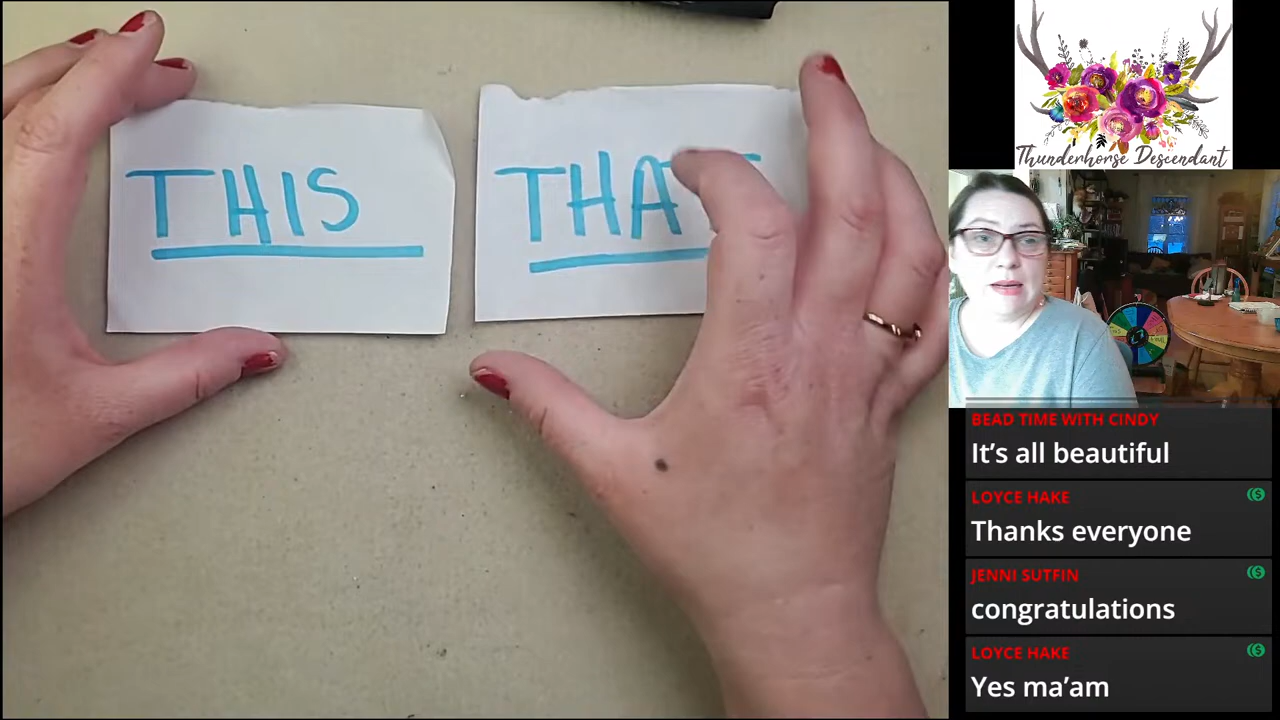 THIS
THAT
Thunderhorse Descendant
BEAD TIME WITH CINDY
It's all beautiful
LOYCE HAKE
Thanks everyone
JENNI SUTFIN
congratulations
LOYCE HAKE
Yes ma'am